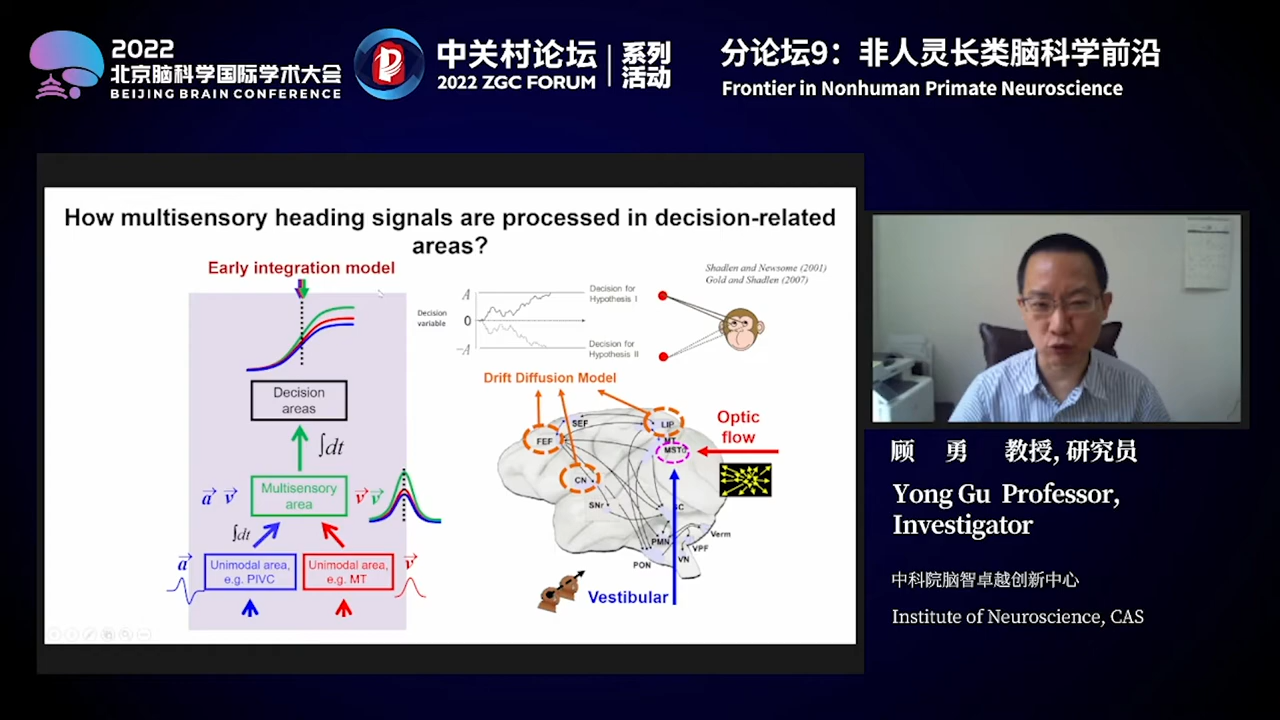 2022
北京脑科学国际学术大会
BEIJING BRAIN CONFERENCE
中关村论坛
2022 ZGC FORUM
系列
活动
分论坛9：非人灵长类脑科学前沿
Frontier in Nonhuman Primate Neuroscience
How multisensory heading signals are processed in decision-related
areas?
Early integration model
Decision
areas
∫dt
Multisensory
area
a v
v v
∫dt
a
Unimodal area,
e.g. PIVC
Unimodal area,
e.g. MT
v
Shadlen and Newsome (2001)
Gold and Shadlen (2007)
Decision
variable
A
0
-A
Decision for
Hypothesis I
Decision for
Hypothesis II
Drift Diffusion Model
SEF
FEF
LIP
MT
MSTd
CN
SNr
SC
PMN
Verm
VPF
VN
PON
Optic
flow
Vestibular
顾 勇 教授, 研究员
Yong Gu Professor,
Investigator
中科院脑智卓越创新中心
Institute of Neuroscience, CAS